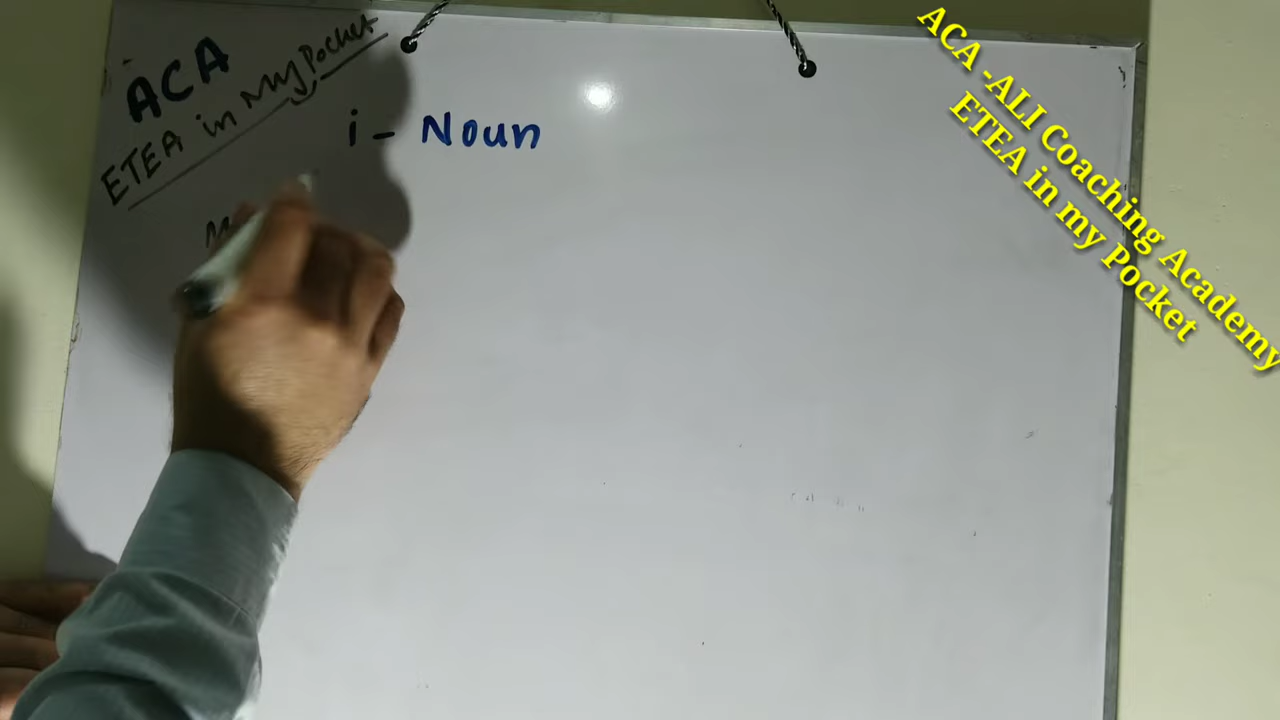 ACA
ETEA in My Pocket
i- Noun
ACA -ALI Coaching Academy
ETEA in my Pocket